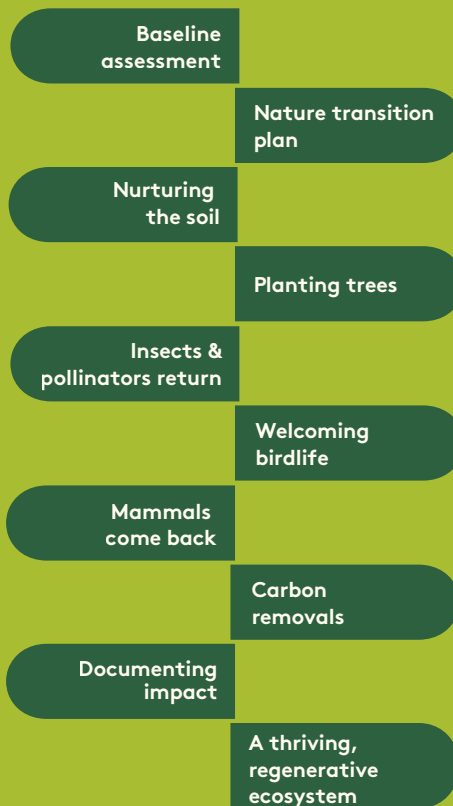 Baseline
assessment
Nature transition
plan
Nurturing
the soil
Planting trees
Insects &
pollinators return
Welcoming
birdlife
Mammals
come back
Carbon
removals
Documenting
impact
A thriving,
regenerative
ecosystem